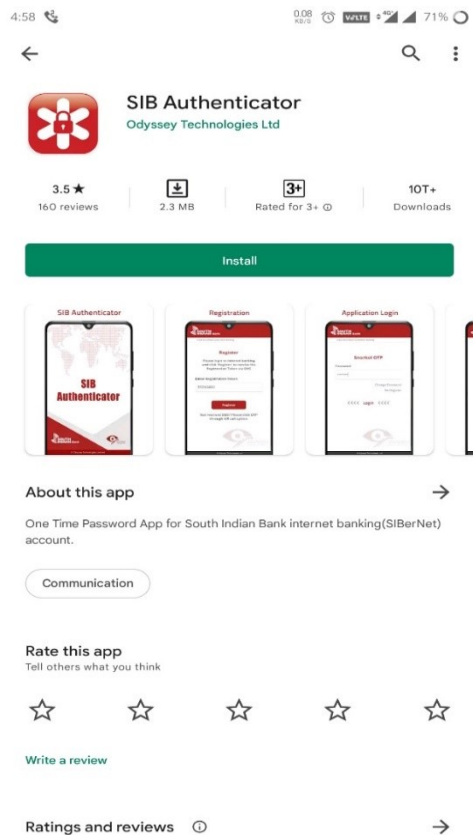 4:58
0.08 KB/S VoLTE 4G 71%
SIB Authenticator
Odyssey Technologies Ltd
3.5★ 3+ 10T+
160 reviews 2.3 MB Rated for 3+ Downloads
Install
SIB Authenticator Registration Application Login
Register
SIB
Authenticator
Register
Login
About this app
One Time Password App for South Indian Bank internet banking(SIBerNet)
account.
Communication
Rate this app
Tell others what you think
Write a review
Ratings and reviews